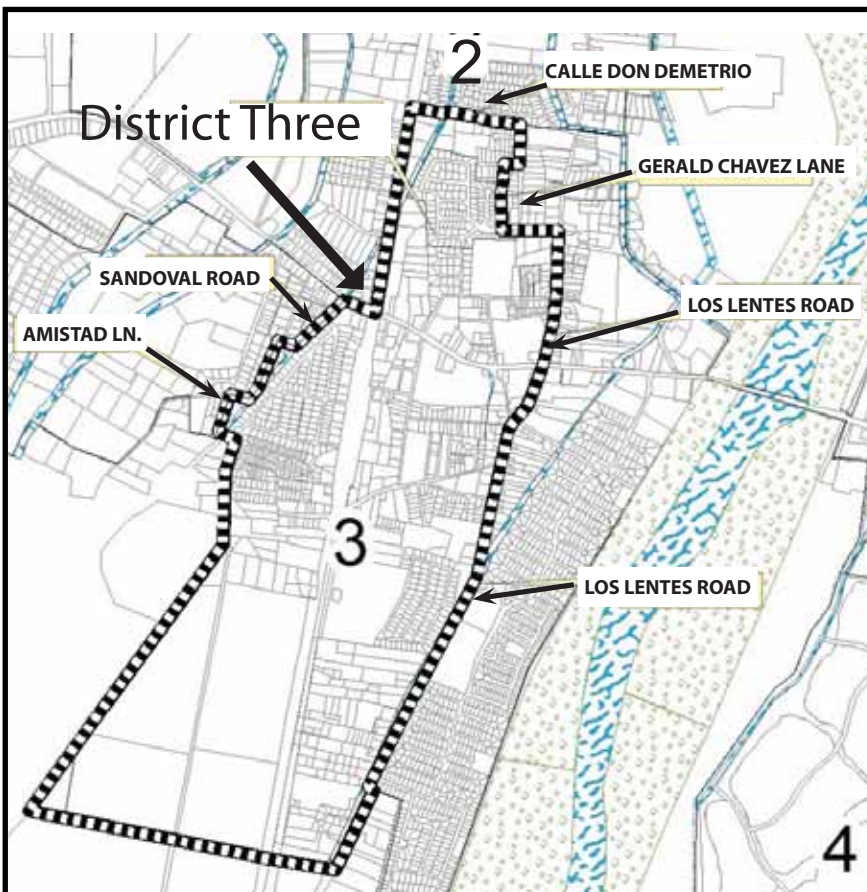 2
CALLE DON DEMETRIO
District Three
GERALD CHAVEZ LANE
SANDOVAL ROAD
LOS LENTES ROAD
AMISTAD LN.
3
LOS LENTES ROAD
4